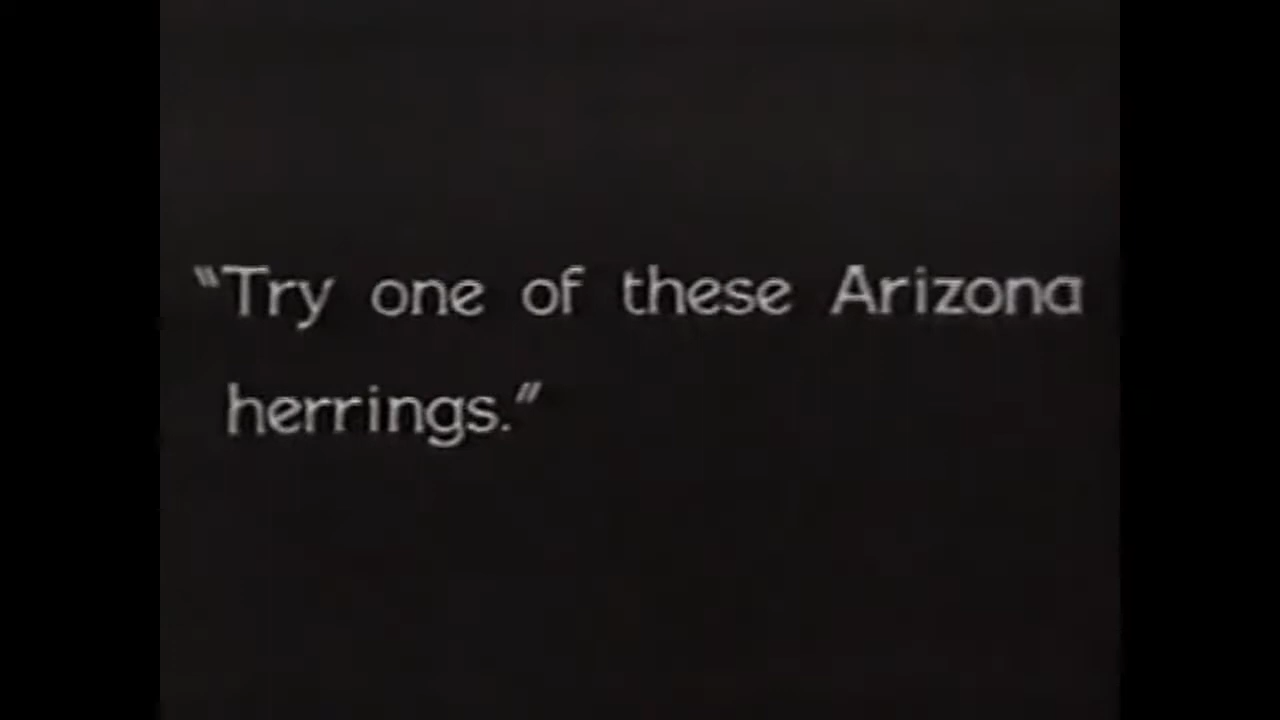 “Try one of these Arizona
herrings.”